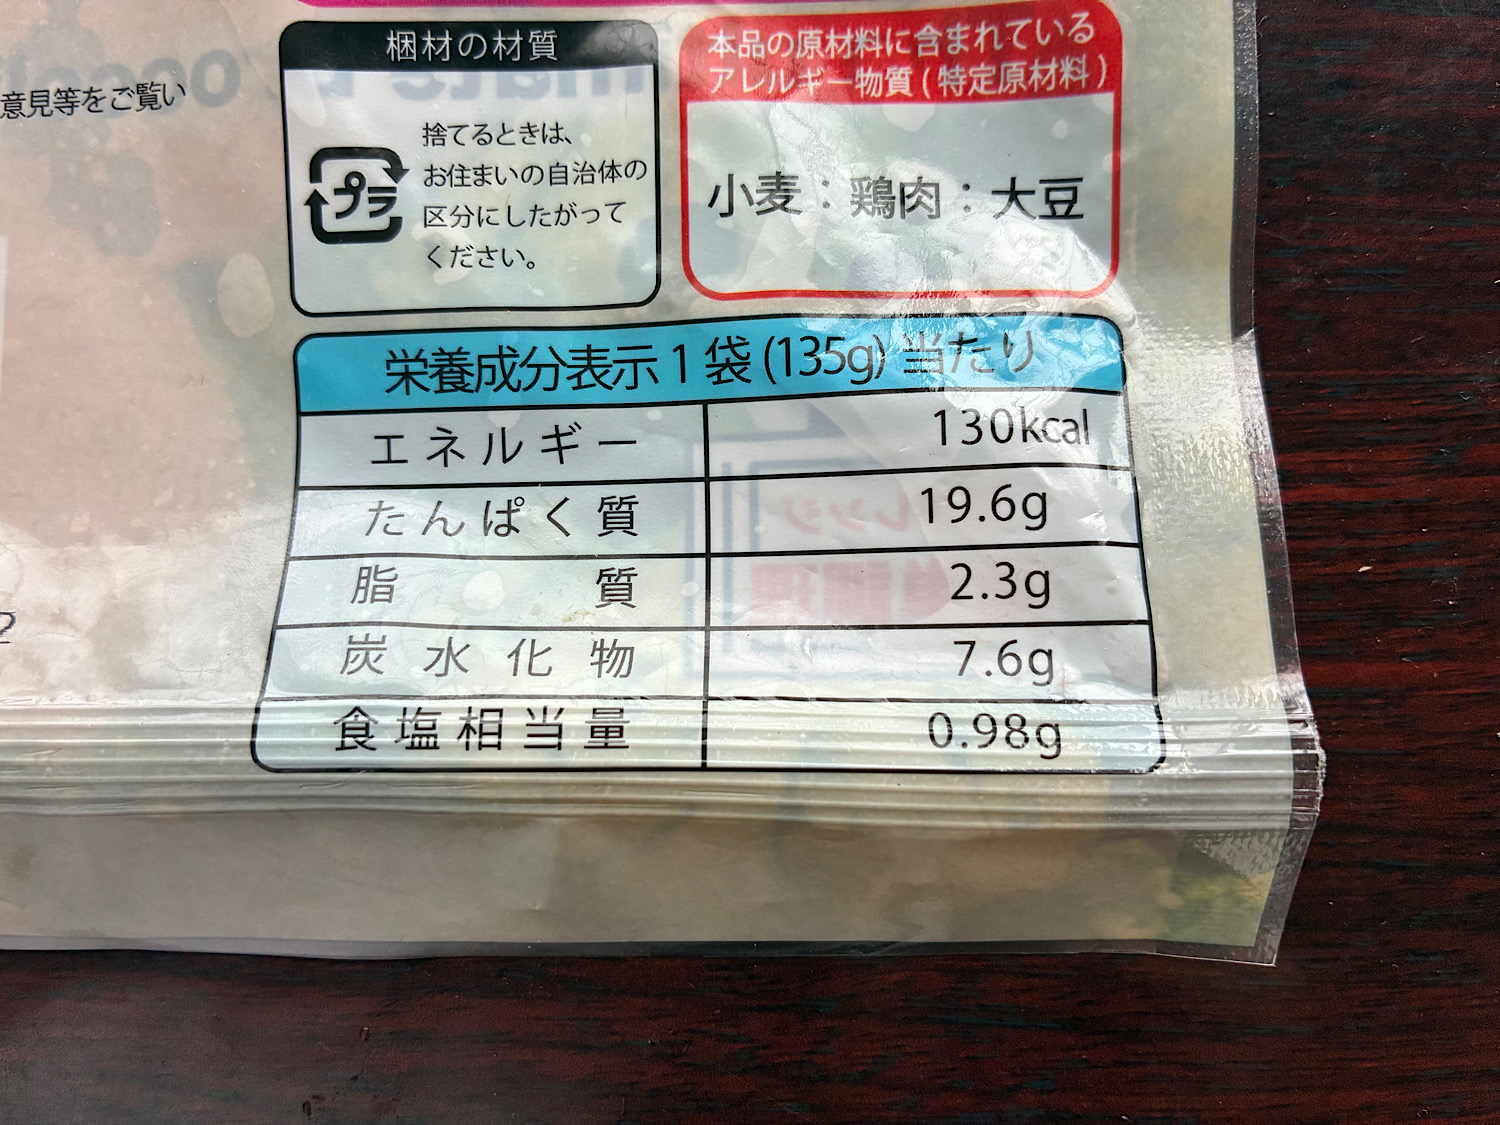 意見等をご覧い
梱材の材質
プラ
捨てるときは、
お住まいの自治体の
区分にしたがって
ください。
本品の原材料に含まれている
アレルギー物質(特定原材料)
小麦：鶏肉：大豆
栄養成分表示1袋(135g)当たり
エネルギー 130kcal
たんぱく質 19.6g
脂質 2.3g
炭水化物 7.6g
食塩相当量 0.98g